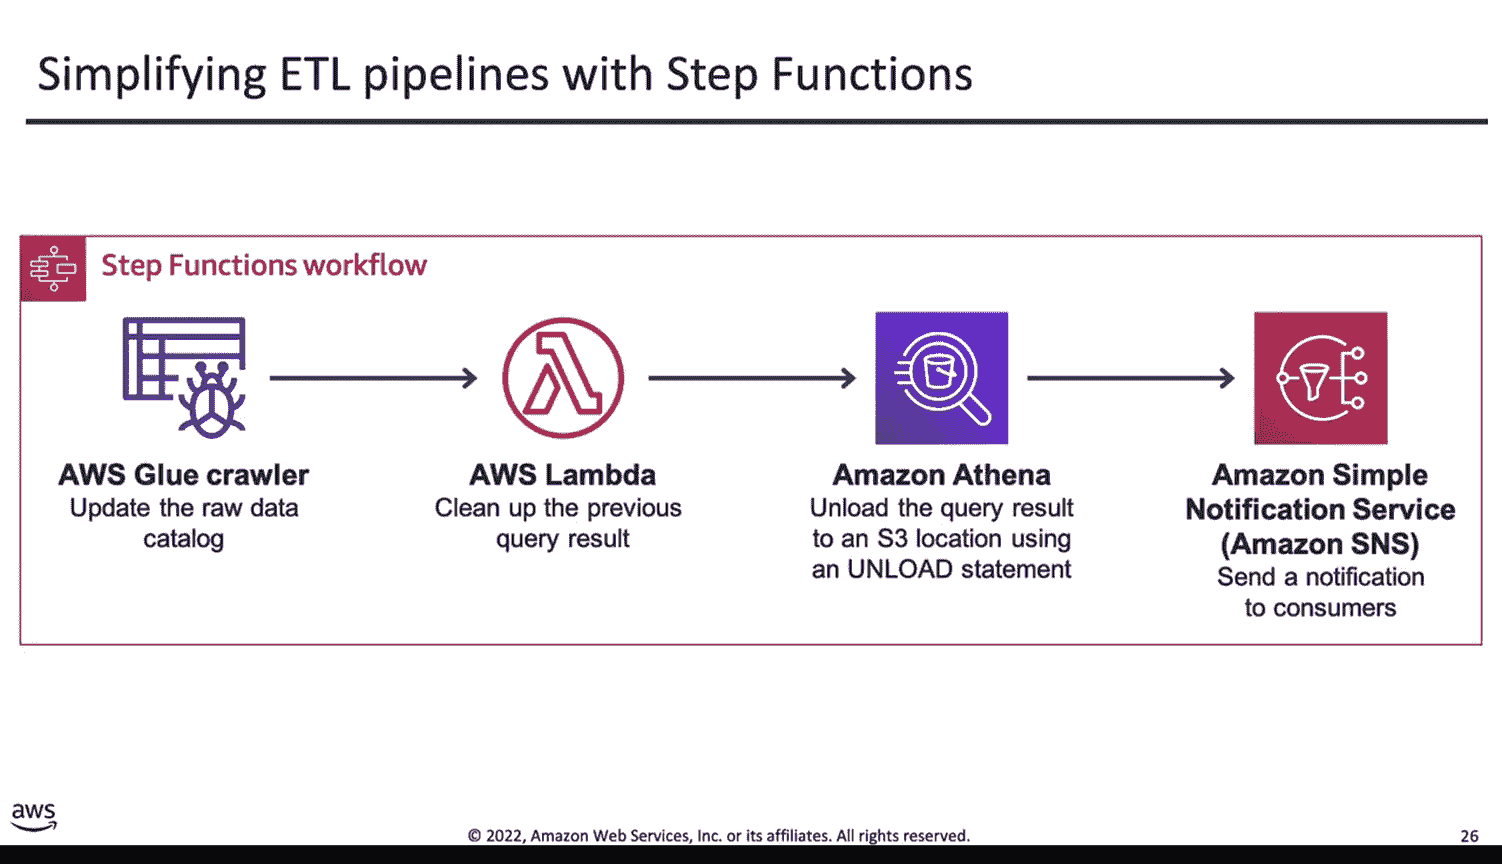 Simplifying ETL pipelines with Step Functions
Step Functions workflow
AWS Glue crawler
Update the raw data
catalog
AWS Lambda
Clean up the previous
query result
Amazon Athena
Unload the query result
to an S3 location using
an UNLOAD statement
Amazon Simple
Notification Service
(Amazon SNS)
Send a notification
to consumers
aws
© 2022, Amazon Web Services, Inc. or its affiliates. All rights reserved.
26